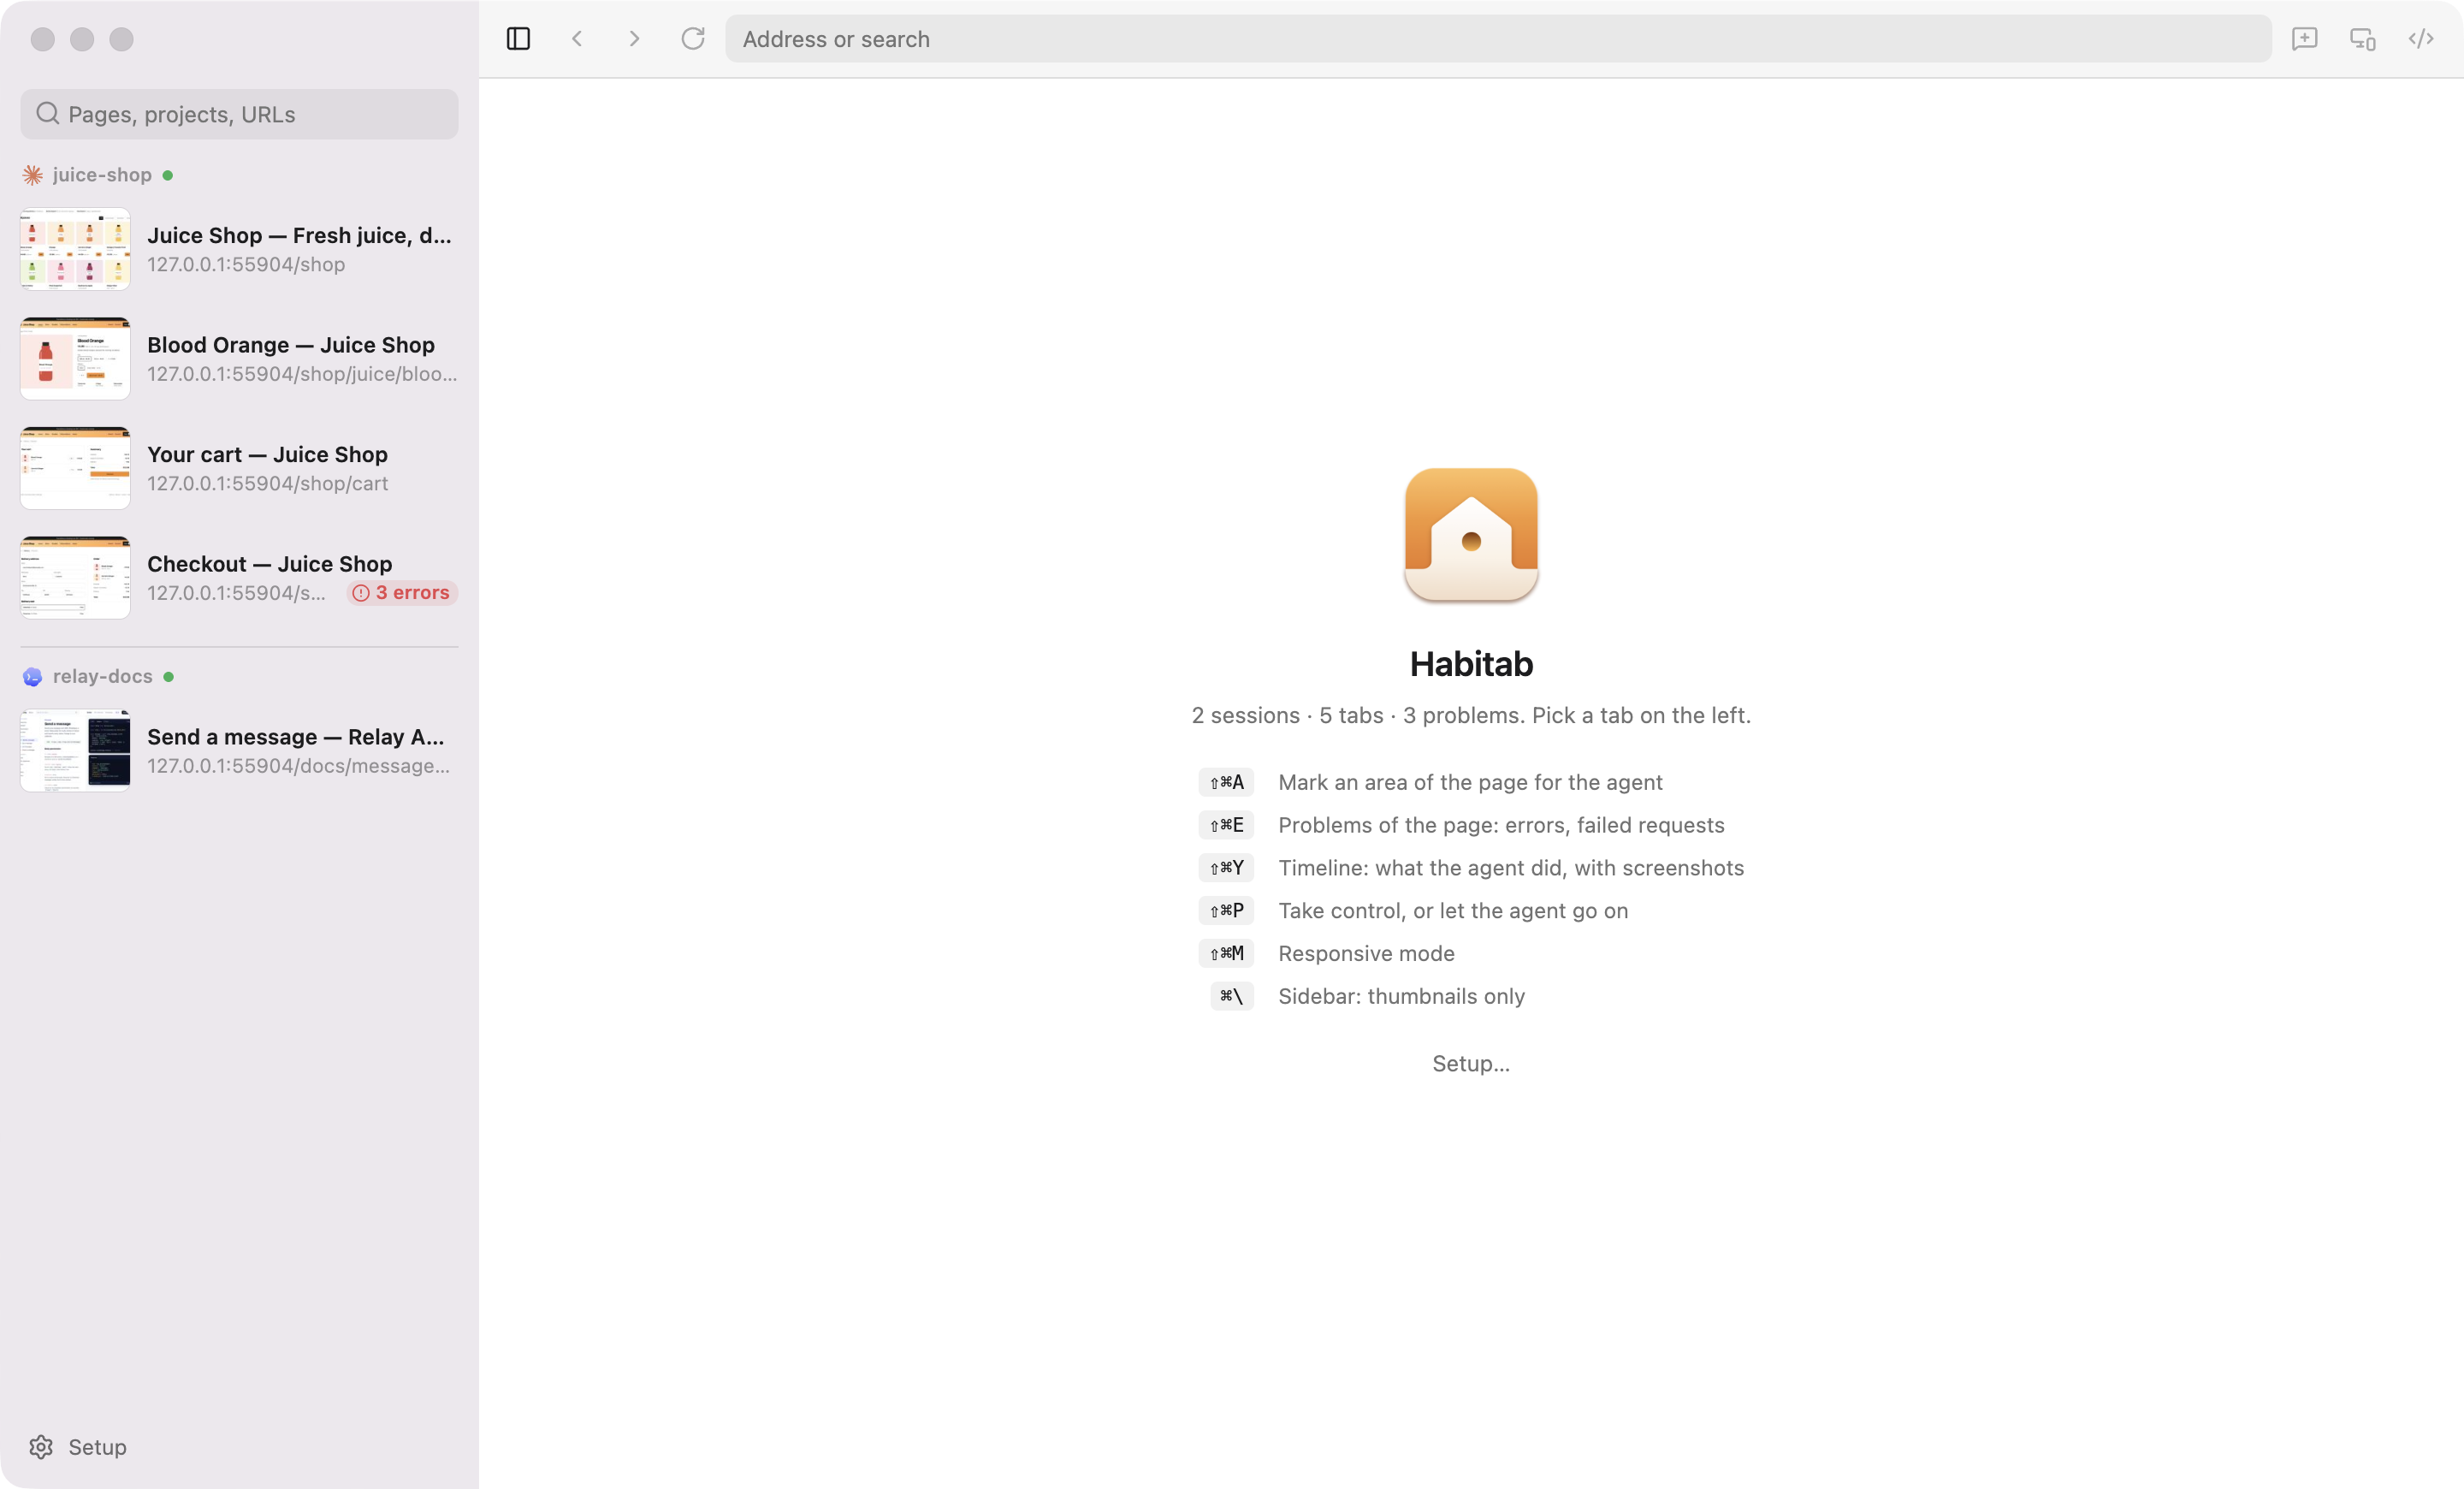 Address or search
Pages, projects, URLs
juice-shop
Juice Shop — Fresh juice, d...
127.0.0.1:55904/shop
Blood Orange — Juice Shop
127.0.0.1:55904/shop/juice/bloo...
Your cart — Juice Shop
127.0.0.1:55904/shop/cart
Checkout — Juice Shop
127.0.0.1:55904/s... 3 errors
relay-docs
Send a message — Relay A...
127.0.0.1:55904/docs/message...
Setup
Habitab
2 sessions · 5 tabs · 3 problems. Pick a tab on the left.
⇧⌘A Mark an area of the page for the agent
⇧⌘E Problems of the page: errors, failed requests
⇧⌘Y Timeline: what the agent did, with screenshots
⇧⌘P Take control, or let the agent go on
⇧⌘M Responsive mode
⌘\ Sidebar: thumbnails only
Setup...